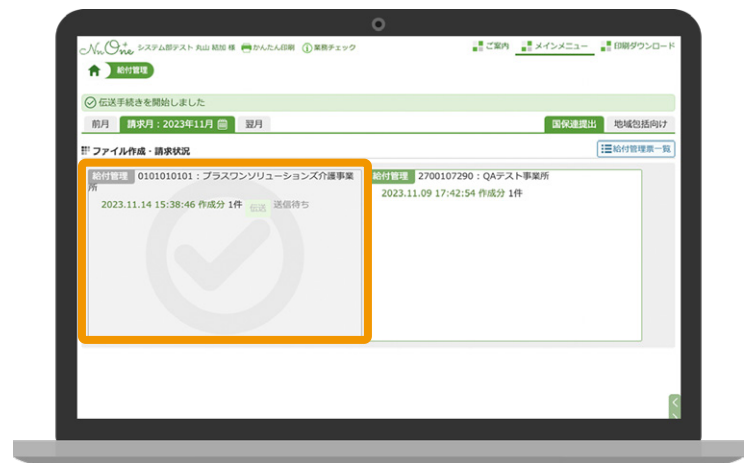 NnOne+ システム部テスト 丸山 結加 様 かんたん印刷 業務チェック ご案内 メインメニュー 印刷ダウンロード
給付管理
伝送手続きを開始しました
前月 請求月：2023年11月 翌月 国保連提出 地域包括向け
ファイル作成・請求状況 給付管理票一覧
給付管理 0101010101：プラスワンソリューションズ介護事業
所
2023.11.14 15:38:46 作成分 1件 伝送 送信待ち
給付管理 2700107290：QAテスト事業所
2023.11.09 17:42:54 作成分 1件